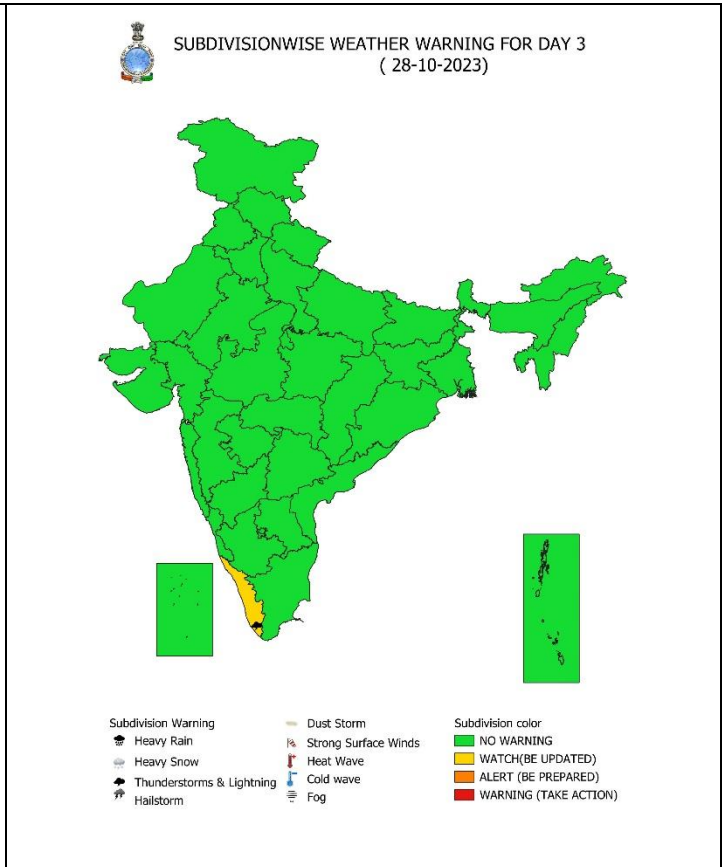 SUBDIVISIONWISE WEATHER WARNING FOR DAY 3
( 28-10-2023)
Subdivision Warning
Heavy Rain
Heavy Snow
Thunderstorms & Lightning
Hailstorm
Dust Storm
Strong Surface Winds
Heat Wave
Cold wave
Fog
Subdivision color
NO WARNING
WATCH(BE UPDATED)
ALERT (BE PREPARED)
WARNING (TAKE ACTION)